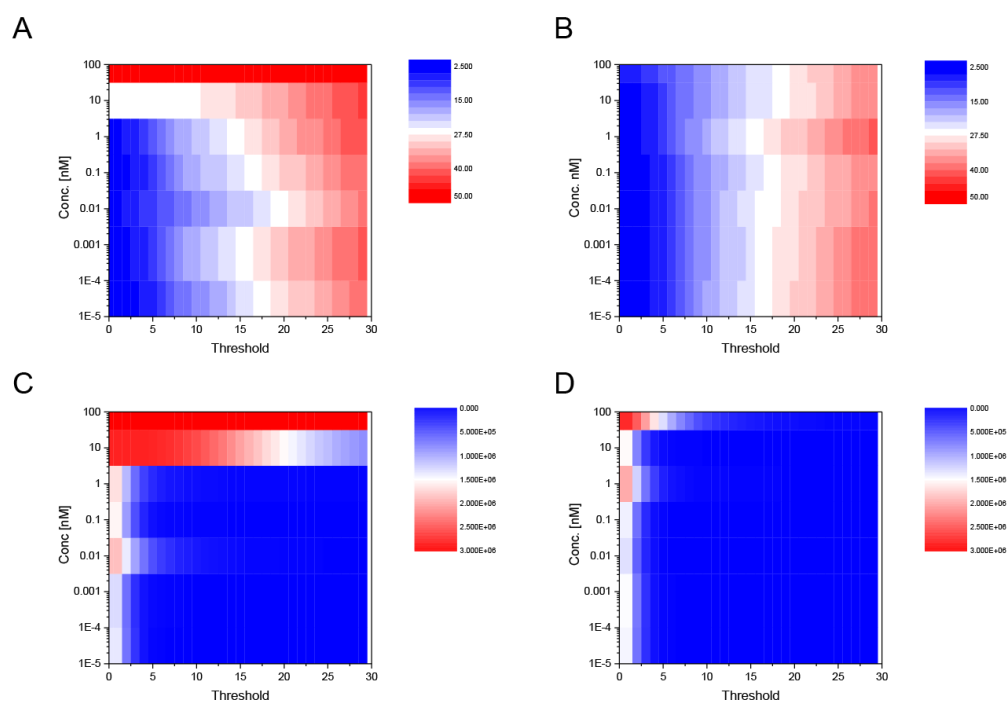 A
Conc. [nM]
100
10
1
0.1
0.01
0.001
1E-4
1E-5
0 5 10 15 20 25 30
Threshold
2.500
15.00
27.50
40.00
50.00
B
Conc. nM]
100
10
1
0.1
0.01
0.001
1E-4
1E-5
0 5 10 15 20 25 30
Threshold
2.500
15.00
27.50
40.00
50.00
C
Conc [nM]
100
10
1
0.1
0.01
0.001
1E-4
1E-5
0 5 10 15 20 25 30
Threshold
0.000
5.000E+05
1.000E+06
1.500E+06
2.000E+06
2.500E+06
3.000E+06
D
Conc. [nM]
100
10
1
0.1
0.01
0.001
1E-4
1E-5
0 5 10 15 20 25 30
Threshold
0.000
5.000E+05
1.000E+06
1.500E+06
2.000E+06
2.500E+06
3.000E+06